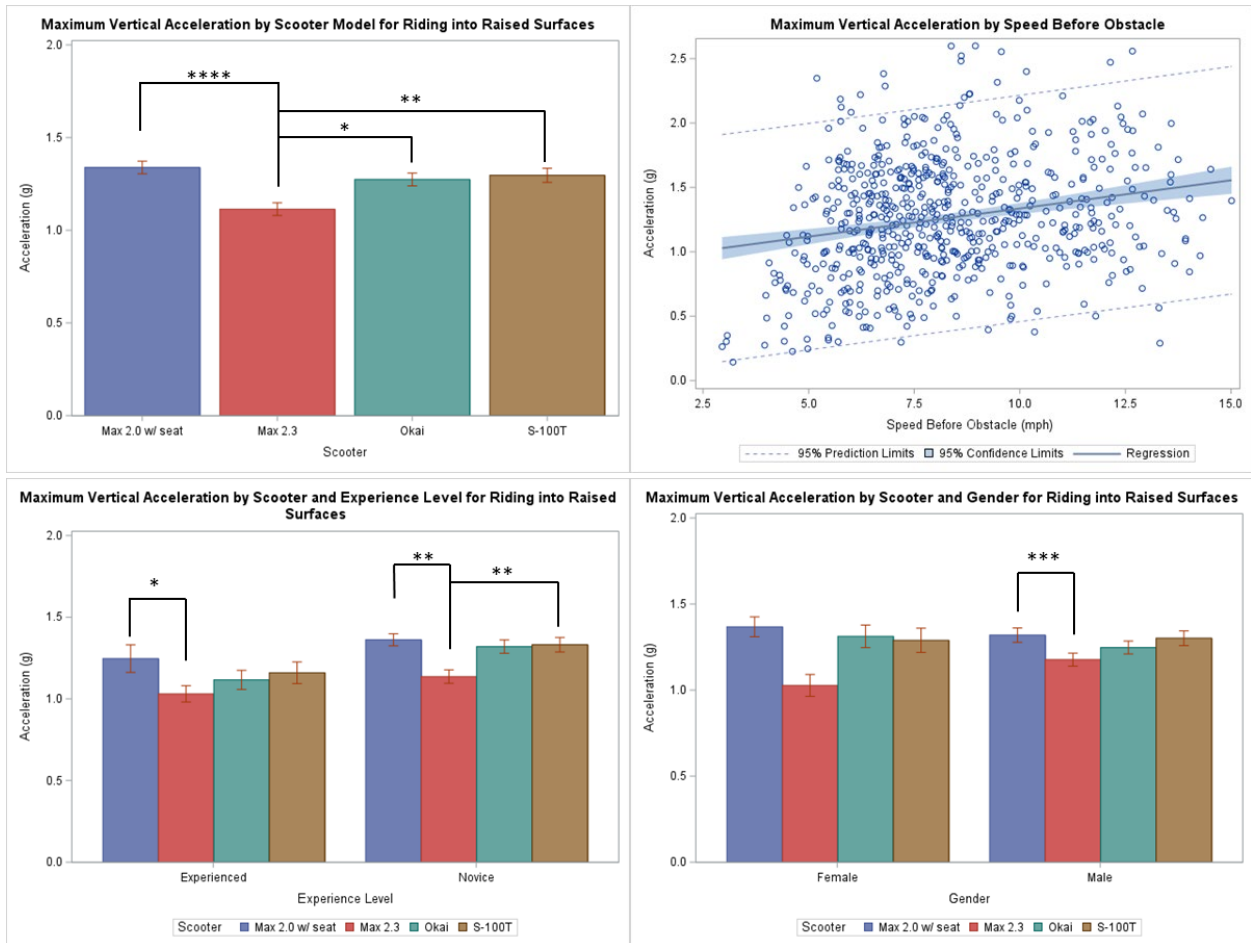 Maximum Vertical Acceleration by Scooter Model for Riding into Raised Surfaces
2.0
1.5
1.0
0.5
0.0
Acceleration (g)
****
**
*
Max 2.0 w/ seat
Max 2.3
Okai
S-100T
Scooter
Maximum Vertical Acceleration by Speed Before Obstacle
2.5
2.0
1.5
1.0
0.5
0.0
Acceleration (g)
2.5
5.0
7.5
10.0
12.5
15.0
Speed Before Obstacle (mph)
95% Prediction Limits
95% Confidence Limits
Regression
Maximum Vertical Acceleration by Scooter and Experience Level for Riding into Raised
Surfaces
2.0
1.5
1.0
0.5
0.0
Acceleration (g)
*
**
**
Experienced
Novice
Experience Level
Scooter
Max 2.0 w/ seat
Max 2.3
Okai
S-100T
Maximum Vertical Acceleration by Scooter and Gender for Riding into Raised Surfaces
2.0
1.5
1.0
0.5
0.0
Acceleration (g)
***
Female
Male
Gender
Scooter
Max 2.0 w/ seat
Max 2.3
Okai
S-100T